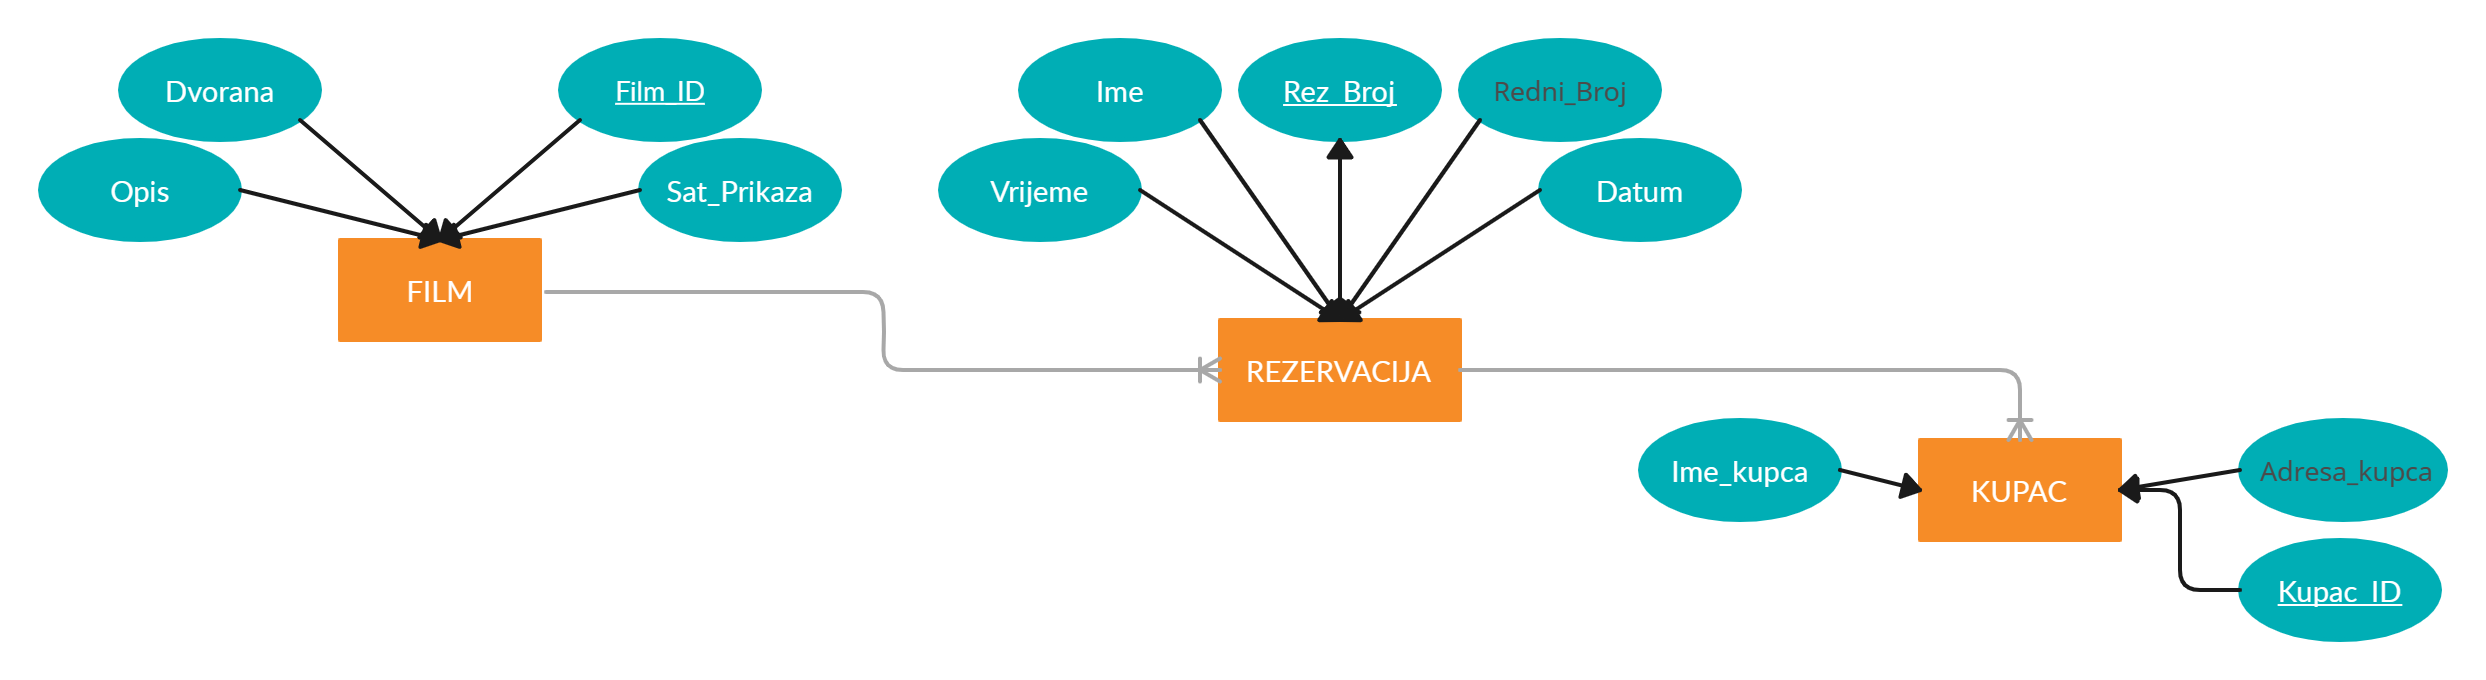 Dvorana
Film_ID
Opis
Sat_Prikaza
FILM
Ime
Rez_Broj
Redni_Broj
Vrijeme
Datum
REZERVACIJA
Ime_kupca
KUPAC
Adresa_kupca
Kupac_ID